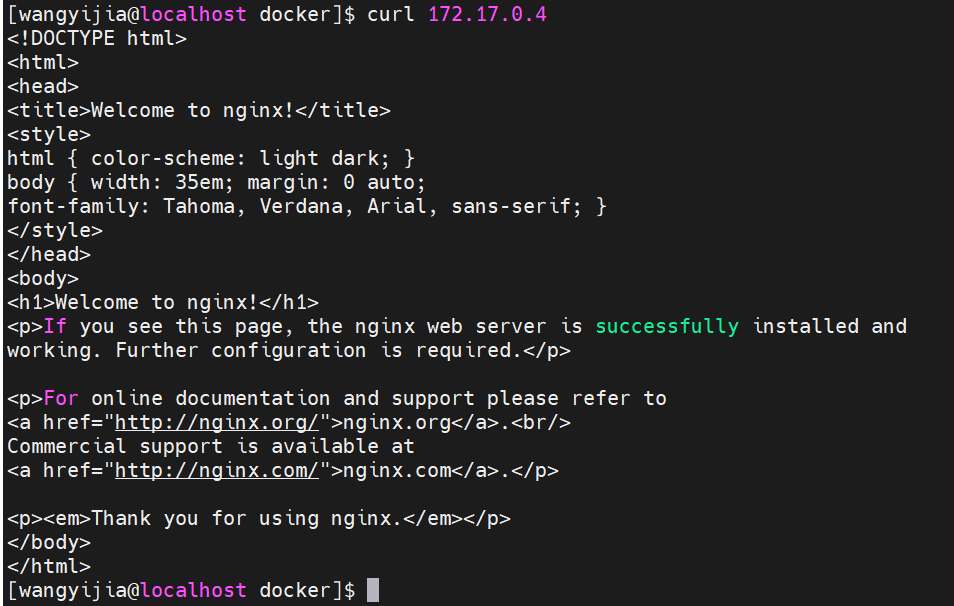 [wangyijia@localhost docker]$ curl 172.17.0.4
<!DOCTYPE html>
<html>
<head>
<title>Welcome to nginx!</title>
<style>
html { color-scheme: light dark; }
body { width: 35em; margin: 0 auto;
font-family: Tahoma, Verdana, Arial, sans-serif; }
</style>
</head>
<body>
<h1>Welcome to nginx!</h1>
<p>If you see this page, the nginx web server is successfully installed and
working. Further configuration is required.</p>

<p>For online documentation and support please refer to
<a href="http://nginx.org/">nginx.org</a>.<br/>
Commercial support is available at
<a href="http://nginx.com/">nginx.com</a>.</p>

<p><em>Thank you for using nginx.</em></p>
</body>
</html>
[wangyijia@localhost docker]$